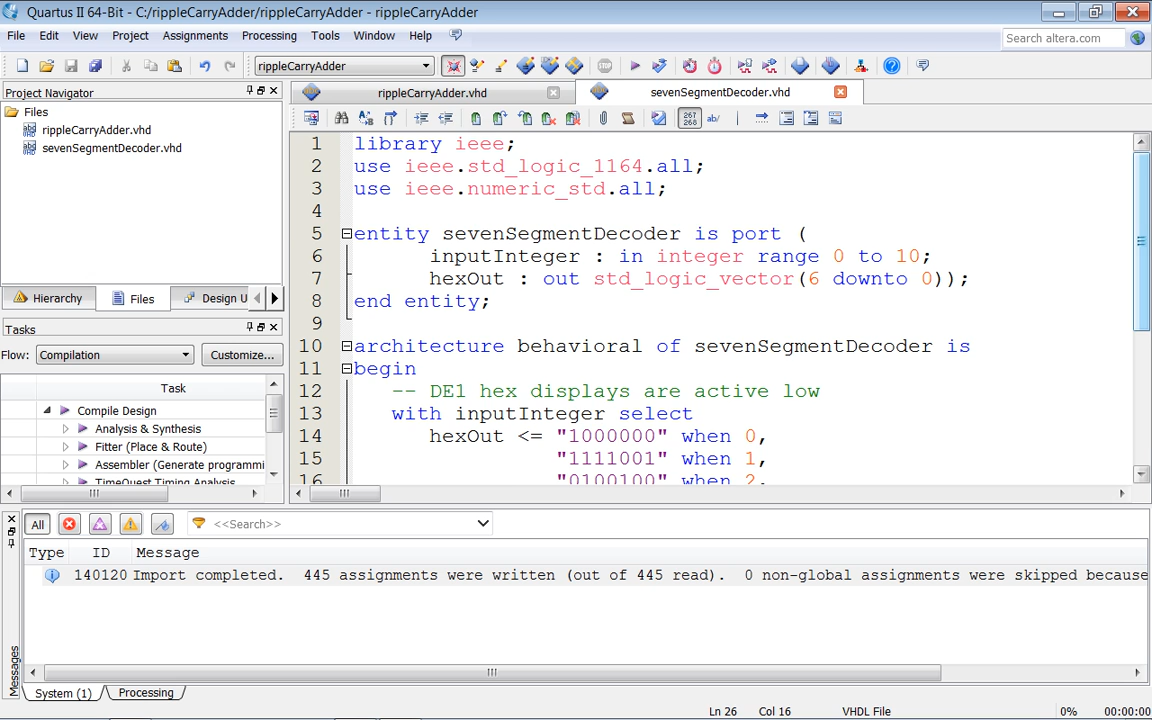 Quartus II 64-Bit - C:/rippleCarryAdder/rippleCarryAdder - rippleCarryAdder
File Edit View Project Assignments Processing Tools Window Help
Search altera.com
rippleCarryAdder
Project Navigator
Files
rippleCarryAdder.vhd
sevenSegmentDecoder.vhd
Hierarchy Files Design U
Tasks
Flow: Compilation Customize...
Task
Compile Design
Analysis & Synthesis
Fitter (Place & Route)
Assembler (Generate programmi
TimeQuest Timing Analysis
rippleCarryAdder.vhd sevenSegmentDecoder.vhd
267
268
ab/
1 library ieee;
2 use ieee.std_logic_1164.all;
3 use ieee.numeric_std.all;
4
5 entity sevenSegmentDecoder is port (
6 inputInteger : in integer range 0 to 10;
7 hexOut : out std_logic_vector(6 downto 0));
8 end entity;
9
10 architecture behavioral of sevenSegmentDecoder is
11 begin
12 -- DE1 hex displays are active low
13 with inputInteger select
14 hexOut <= "1000000" when 0,
15 "1111001" when 1,
16 "0100100" when 2,
All <<Search>>
Type ID Message
140120 Import completed. 445 assignments were written (out of 445 read). 0 non-global assignments were skipped because
Messages
System (1) Processing
Ln 26 Col 16 VHDL File 0% 00:00:00